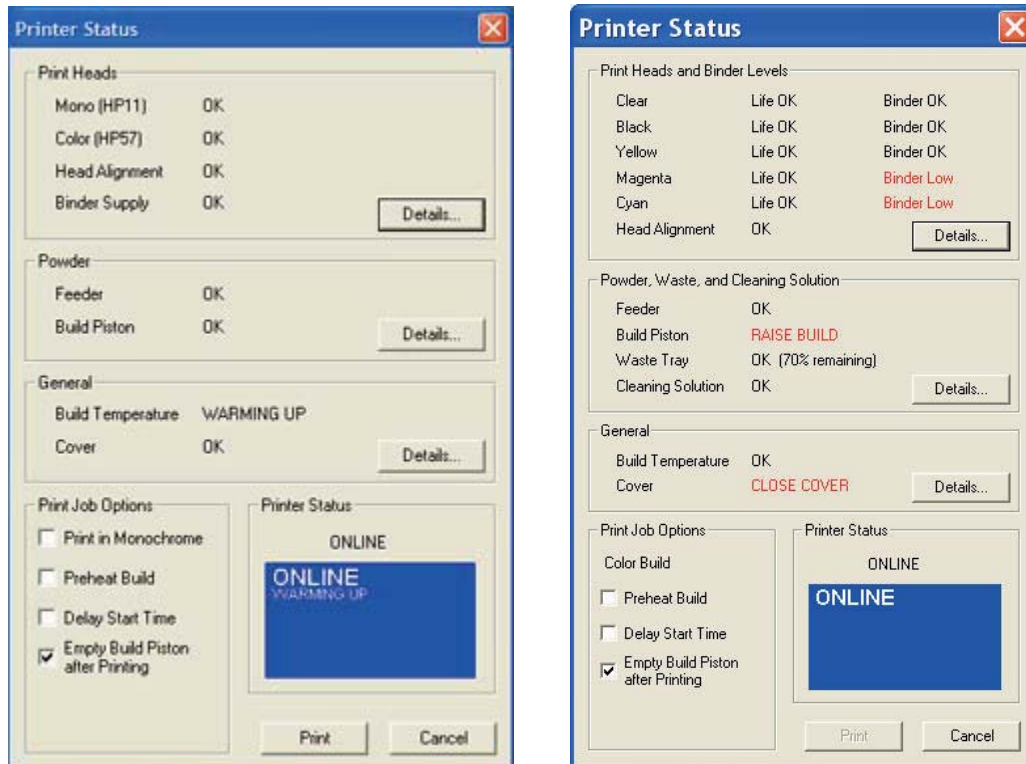 Printer Status
Print Heads
Mono (HP11) OK
Color (HP57) OK
Head Alignment OK
Binder Supply OK
Details...
Powder
Feeder OK
Build Piston OK
Details...
General
Build Temperature WARMING UP
Cover OK
Details...
Print Job Options
Print in Monochrome
Preheat Build
Delay Start Time
Empty Build Piston
after Printing
Printer Status
ONLINE
ONLINE
WARMING UP
Print Cancel
Printer Status
Print Heads and Binder Levels
Clear Life OK Binder OK
Black Life OK Binder OK
Yellow Life OK Binder OK
Magenta Life OK Binder Low
Cyan Life OK Binder Low
Head Alignment OK
Details...
Powder, Waste, and Cleaning Solution
Feeder OK
Build Piston RAISE BUILD
Waste Tray OK (70% remaining)
Cleaning Solution OK
Details...
General
Build Temperature OK
Cover CLOSE COVER
Details...
Print Job Options
Color Build
Preheat Build
Delay Start Time
Empty Build Piston
after Printing
Printer Status
ONLINE
ONLINE
Print Cancel